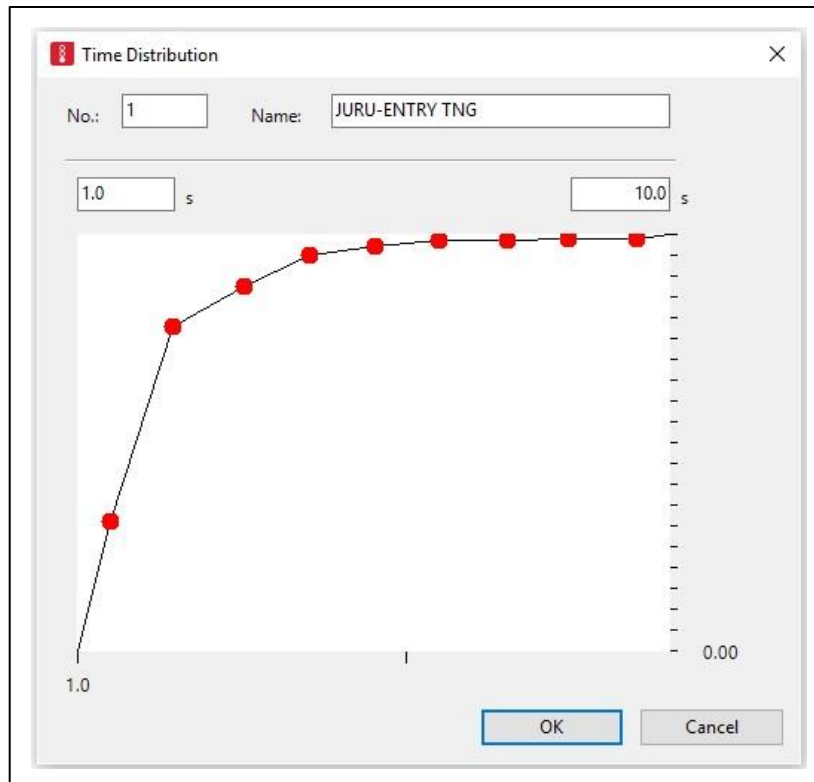 Time Distribution
No.: 1 Name: JURU-ENTRY TNG
1.0 s 10.0 s
0.00
1.0
OK Cancel